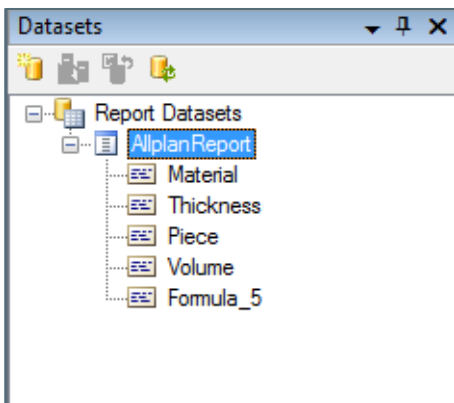 Datasets
Report Datasets
AllplanReport
Material
Thickness
Piece
Volume
Formula_5